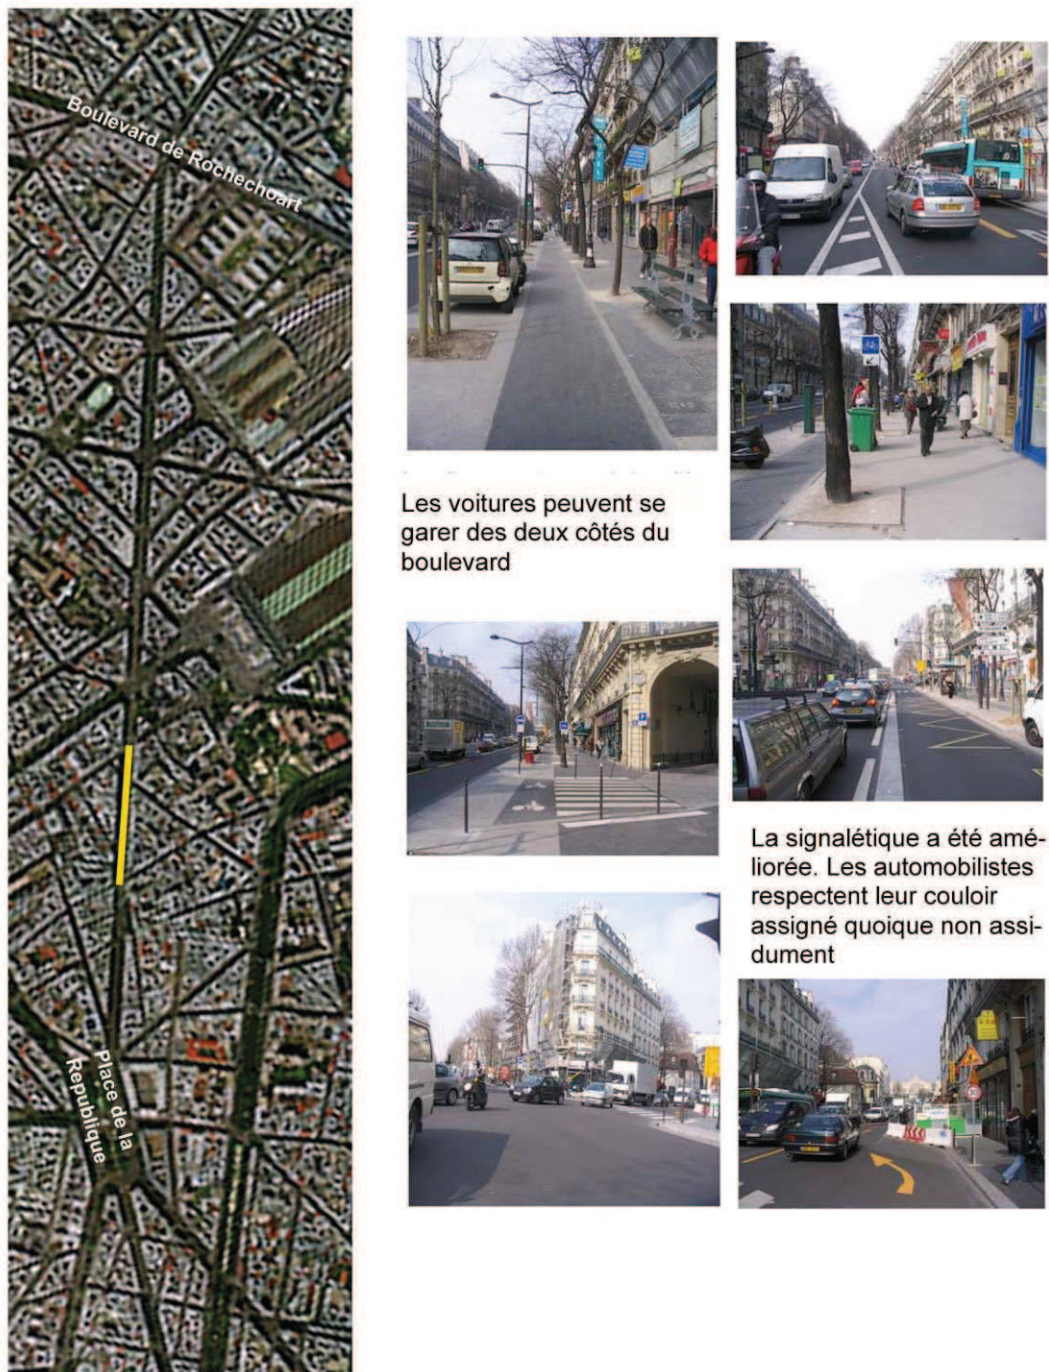 Boulevard de Rochechoart
Place de la
Republique
Les voitures peuvent se
garer des deux côtés du
boulevard
La signalétique a été amé-
liorée. Les automobilistes
respectent leur couloir
assigné quoique non assi-
dument